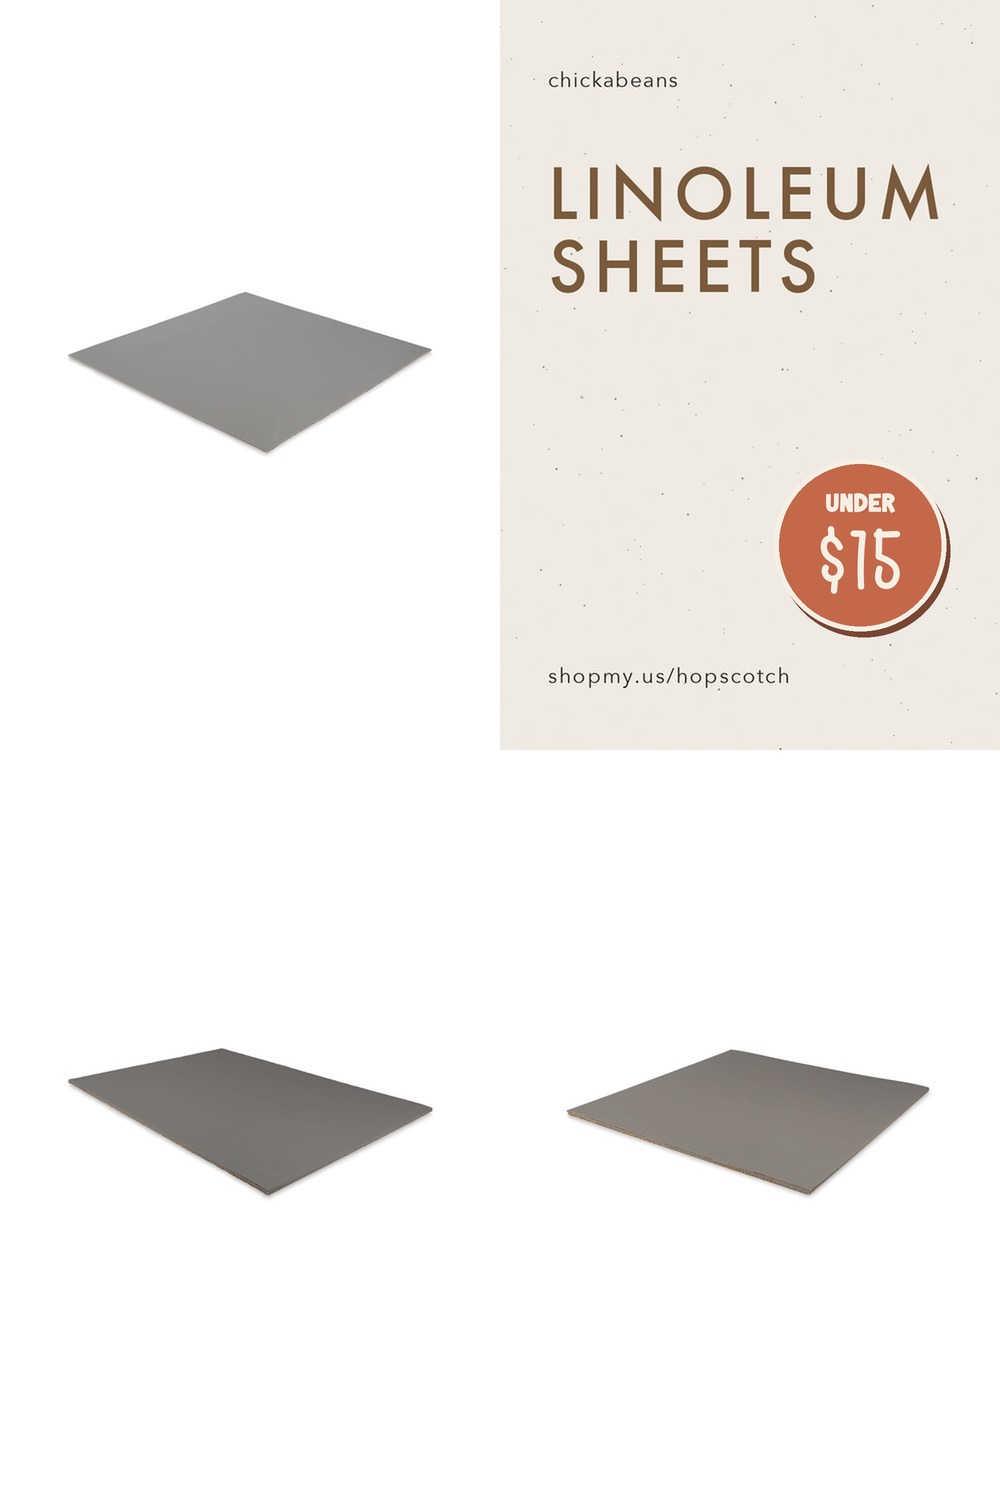 chickabeans
LINOLEUM
SHEETS
UNDER
$15
shopmy.us/hopscotch